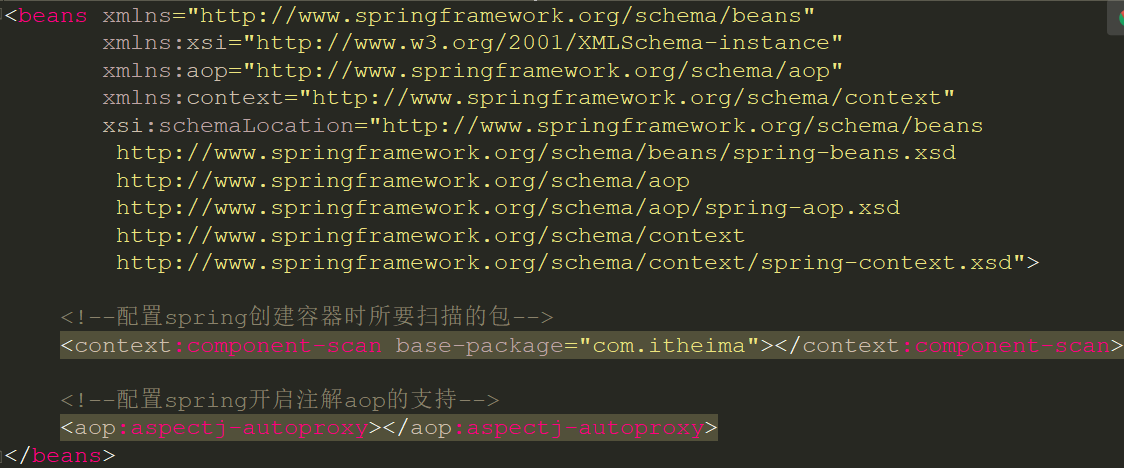 <beans xmlns="http://www.springframework.org/schema/beans"
xmlns:xsi="http://www.w3.org/2001/XMLSchema-instance"
xmlns:aop="http://www.springframework.org/schema/aop"
xmlns:context="http://www.springframework.org/schema/context"
xsi:schemaLocation="http://www.springframework.org/schema/beans
http://www.springframework.org/schema/beans/spring-beans.xsd
http://www.springframework.org/schema/aop
http://www.springframework.org/schema/aop/spring-aop.xsd
http://www.springframework.org/schema/context
http://www.springframework.org/schema/context/spring-context.xsd">
<!--配置spring创建容器时所要扫描的包-->
<context:component-scan base-package="com.itheima"></context:component-scan>
<!--配置spring开启注解aop的支持-->
<aop:aspectj-autoproxy></aop:aspectj-autoproxy>
</beans>